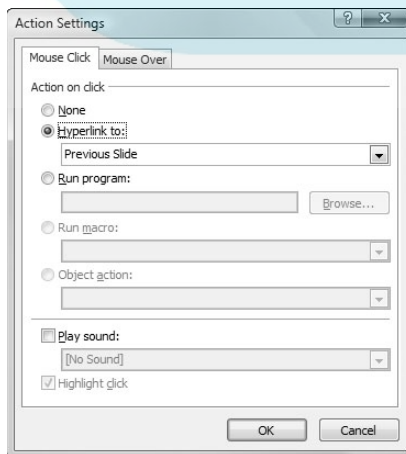 Action Settings
Mouse Click Mouse Over
Action on click
None
Hyperlink to:
Previous Slide
Run program:
Browse...
Run macro:
Object action:
Play sound:
[No Sound]
Highlight click
OK Cancel